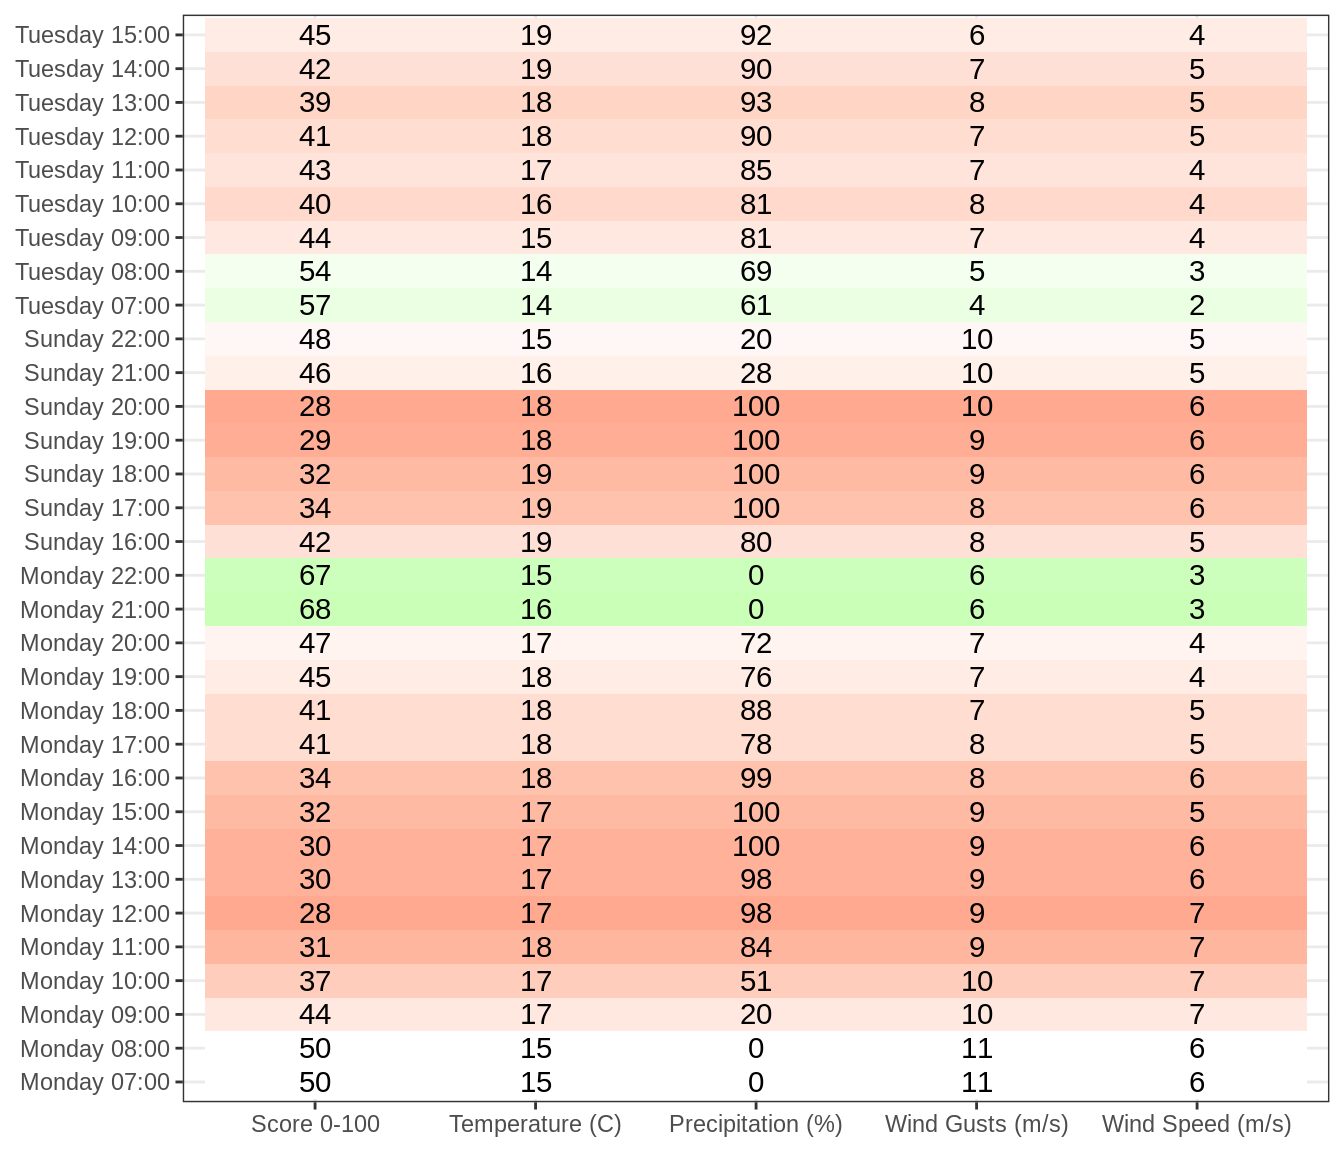 Tuesday 15:00 45 19 92 6 4
Tuesday 14:00 42 19 90 7 5
Tuesday 13:00 39 18 93 8 5
Tuesday 12:00 41 18 90 7 5
Tuesday 11:00 43 17 85 7 4
Tuesday 10:00 40 16 81 8 4
Tuesday 09:00 44 15 81 7 4
Tuesday 08:00 54 14 69 5 3
Tuesday 07:00 57 14 61 4 2
Sunday 22:00 48 15 20 10 5
Sunday 21:00 46 16 28 10 5
Sunday 20:00 28 18 100 10 6
Sunday 19:00 29 18 100 9 6
Sunday 18:00 32 19 100 9 6
Sunday 17:00 34 19 100 8 6
Sunday 16:00 42 19 80 8 5
Monday 22:00 67 15 0 6 3
Monday 21:00 68 16 0 6 3
Monday 20:00 47 17 72 7 4
Monday 19:00 45 18 76 7 4
Monday 18:00 41 18 88 7 5
Monday 17:00 41 18 78 8 5
Monday 16:00 34 18 99 8 6
Monday 15:00 32 17 100 9 5
Monday 14:00 30 17 100 9 6
Monday 13:00 30 17 98 9 6
Monday 12:00 28 17 98 9 7
Monday 11:00 31 18 84 9 7
Monday 10:00 37 17 51 10 7
Monday 09:00 44 17 20 10 7
Monday 08:00 50 15 0 11 6
Monday 07:00 50 15 0 11 6
Score 0-100 Temperature (C) Precipitation (%) Wind Gusts (m/s) Wind Speed (m/s)